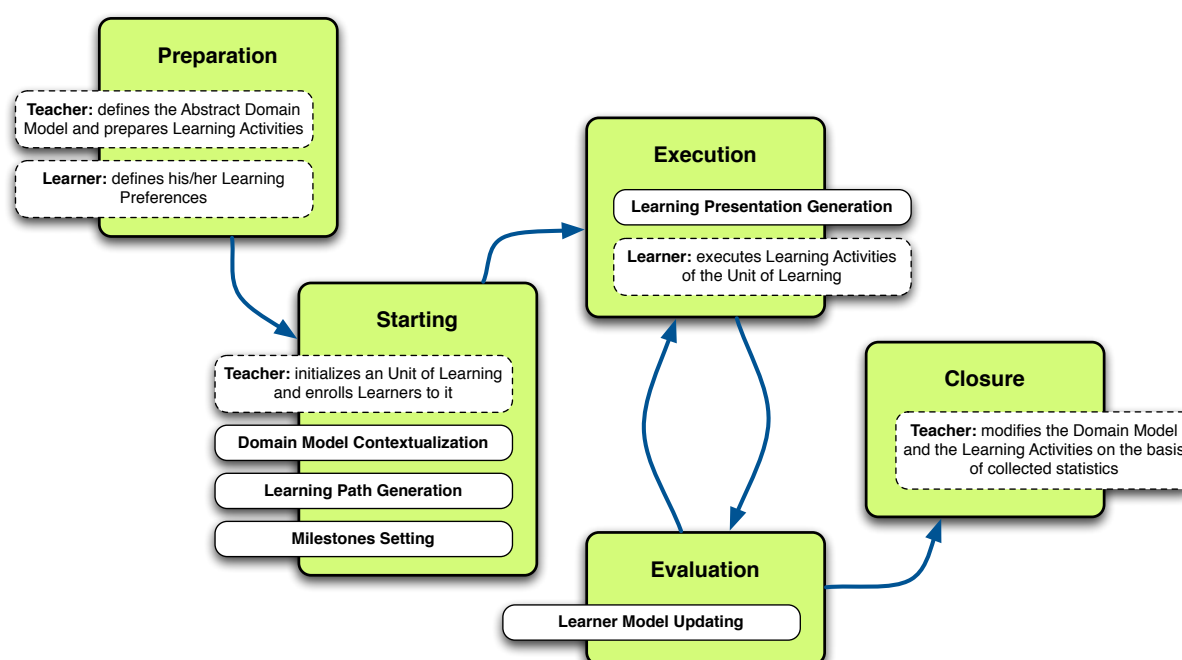 Preparation
Teacher: defines the Abstract Domain
Model and prepares Learning Activities
Learner: defines his/her Learning
Preferences
Starting
Teacher: initializes an Unit of Learning
and enrolls Learners to it
Domain Model Contextualization
Learning Path Generation
Milestones Setting
Execution
Learning Presentation Generation
Learner: executes Learning Activities
of the Unit of Learning
Evaluation
Learner Model Updating
Closure
Teacher: modifies the Domain Model
and the Learning Activities on the basis
of collected statistics